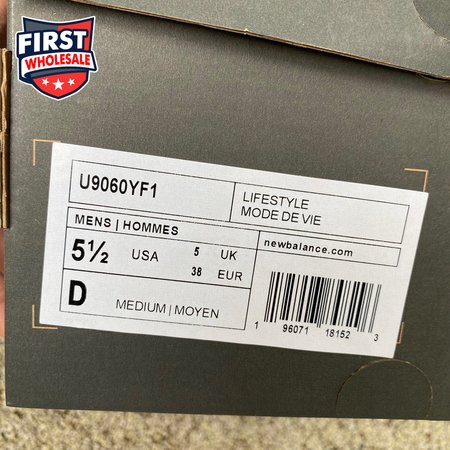 FIRST
WHOLESALE
U9060YF1
LIFESTYLE
MODE DE VIE
MENS | HOMMES
5½ USA 5 UK
38 EUR
newbalance.com
D MEDIUM | MOYEN
1 96071 18152 3